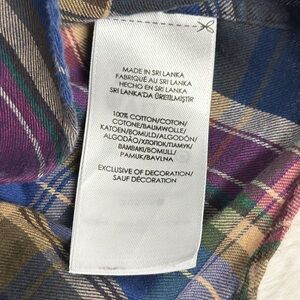 MADE IN SRI LANKA
FABRIQUÉ AU SRI LANKA
HECHO EN SRI LANKA
SRI LANKA'DA ÜRETİLMİŞTİR
100% COTTON/COTON/
COTONE/BAUMWOLLE/
KATOEN/BOMULD/ALGODÓN/
ALGODÃO/ХЛОПОК/ПАМУК/
BAMBAKI/BOMULL/
PAMUK/BAVLNA
EXCLUSIVE OF DECORATION/
SAUF DÉCORATION